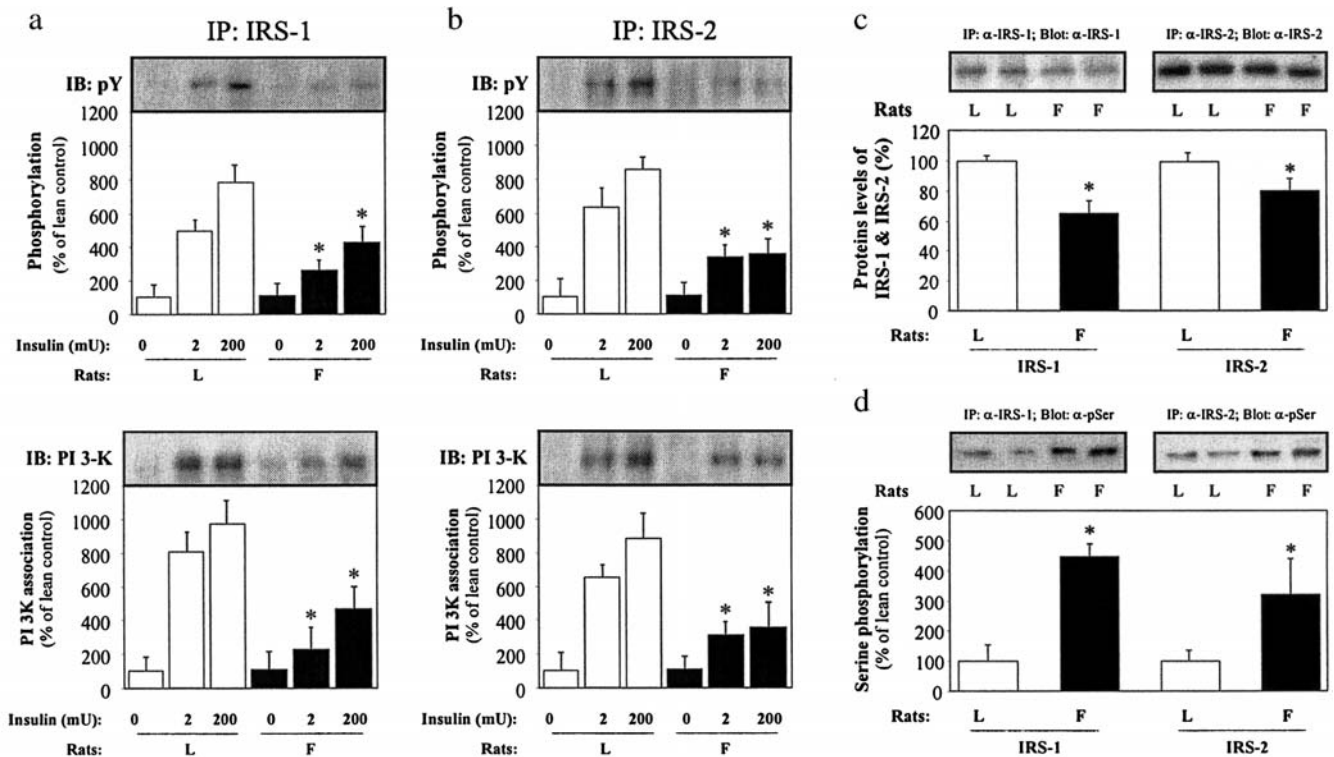 a
IP: IRS-1
IB: pY
1200
1000
800
600
400
200
0
Phosphorylation
(% of lean control)
*
*
Insulin (mU): 0 2 200 0 2 200
Rats: L F
IB: PI 3-K
1200
1000
800
600
400
200
0
PI 3K association
(% of lean control)
*
*
Insulin (mU): 0 2 200 0 2 200
Rats: L F
b
IP: IRS-2
IB: pY
1200
1000
800
600
400
200
0
Phosphorylation
(% of lean control)
*
*
Insulin (mU): 0 2 200 0 2 200
Rats: L F
IB: PI 3-K
1200
1000
800
600
400
200
0
PI 3K association
(% of lean control)
*
*
Insulin (mU): 0 2 200 0 2 200
Rats: L F
c
IP: α-IRS-1; Blot: α-IRS-1 IP: α-IRS-2; Blot: α-IRS-2
Rats L L F F L L F F
120
100
80
60
40
20
0
Proteins levels of
IRS-1 & IRS-2 (%)
*
*
Rats: L F L F
IRS-1 IRS-2
d
IP: α-IRS-1; Blot: α-pSer IP: α-IRS-2; Blot: α-pSer
Rats L L F F L L F F
600
500
400
300
200
100
0
Serine phosphylation
(% of lean control)
*
*
Rats: L F L F
IRS-1 IRS-2